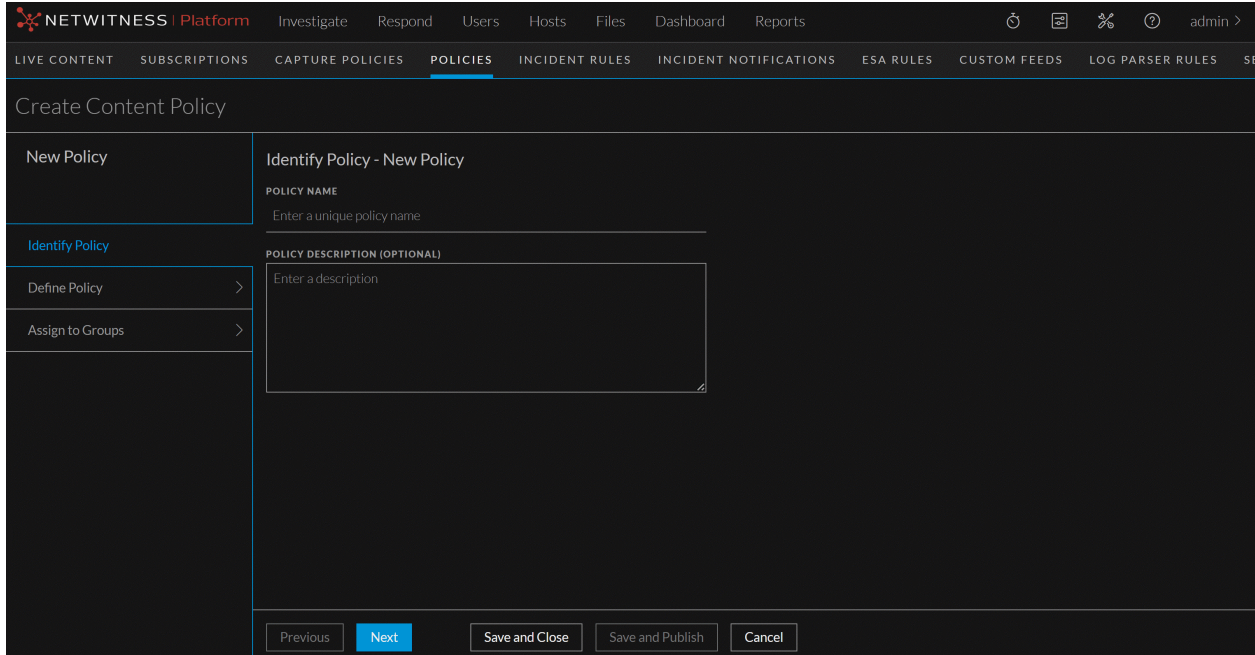 NETWITNESS | Platform Investigate Respond Users Hosts Files Dashboard Reports admin >
LIVE CONTENT SUBSCRIPTIONS CAPTURE POLICIES POLICIES INCIDENT RULES INCIDENT NOTIFICATIONS ESA RULES CUSTOM FEEDS LOG PARSER RULES
Create Content Policy
New Policy
Identify Policy
Define Policy
Assign to Groups
Identify Policy - New Policy
POLICY NAME
Enter a unique policy name
POLICY DESCRIPTION (OPTIONAL)
Enter a description
Previous Next Save and Close Save and Publish Cancel